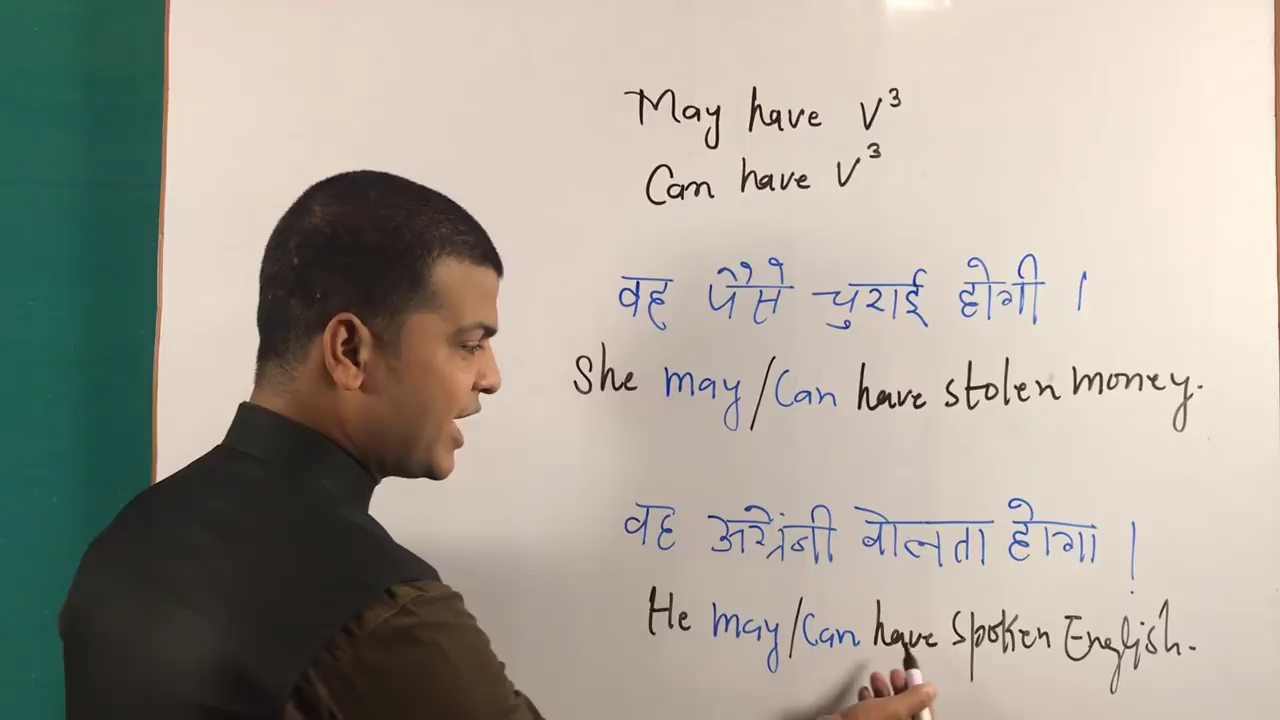 May have V³
Can have V³
वह पैसे चुराई होगी ।
She may/Can have stolen money.
वह अंग्रेजी बोलता होगा ।
He may/Can have spoken English.